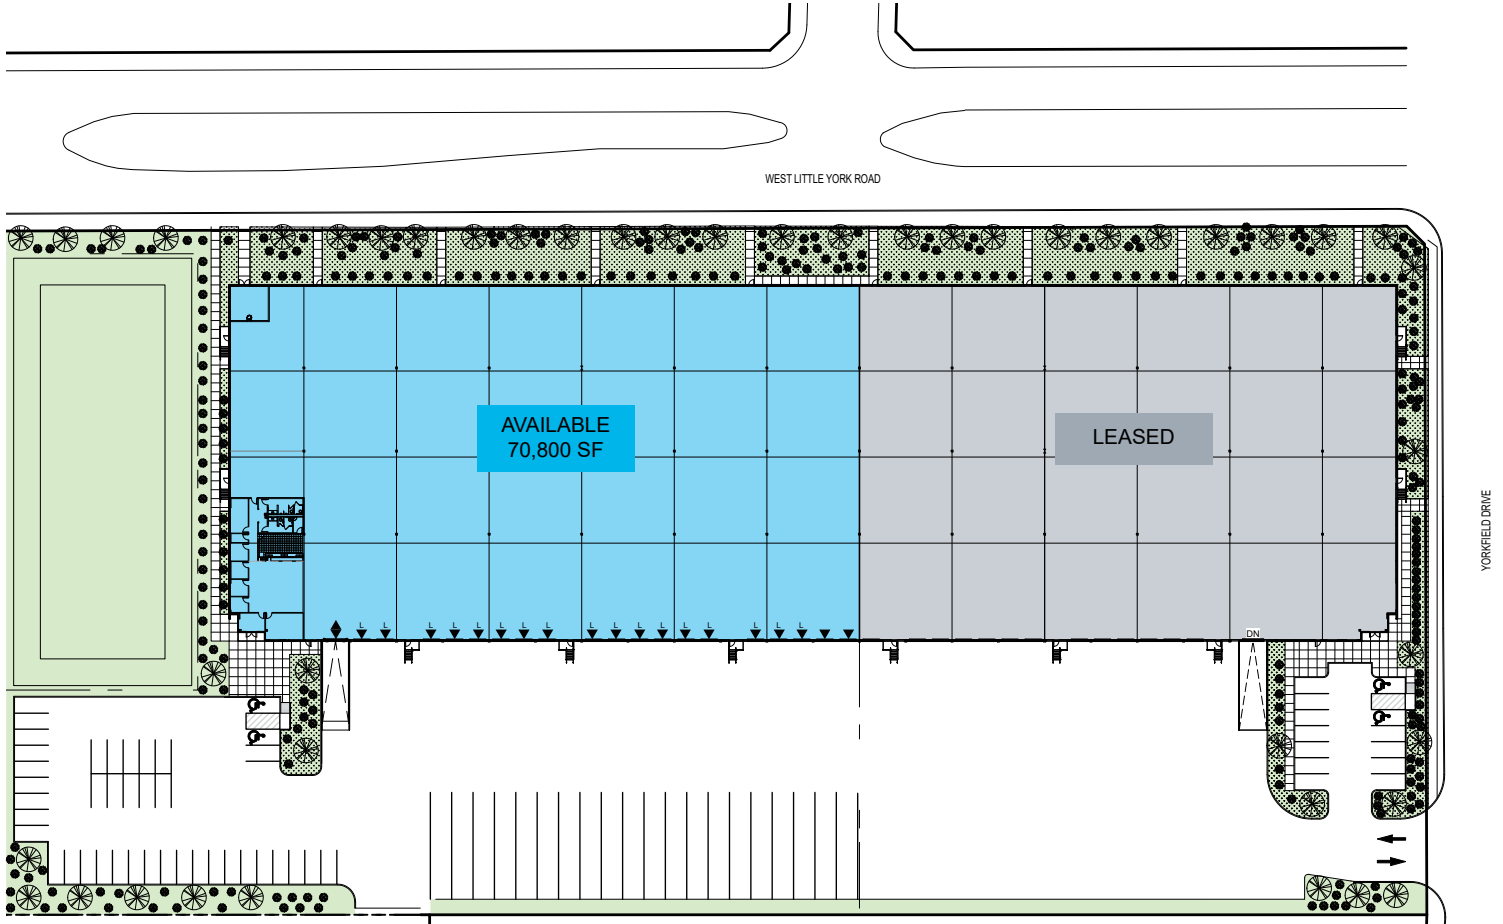 WEST LITTLE YORK ROAD
AVAILABLE
70,800 SF
LEASED
YORKFIELD DRIVE
L L L L L L L L L L L L L L L L L
DN